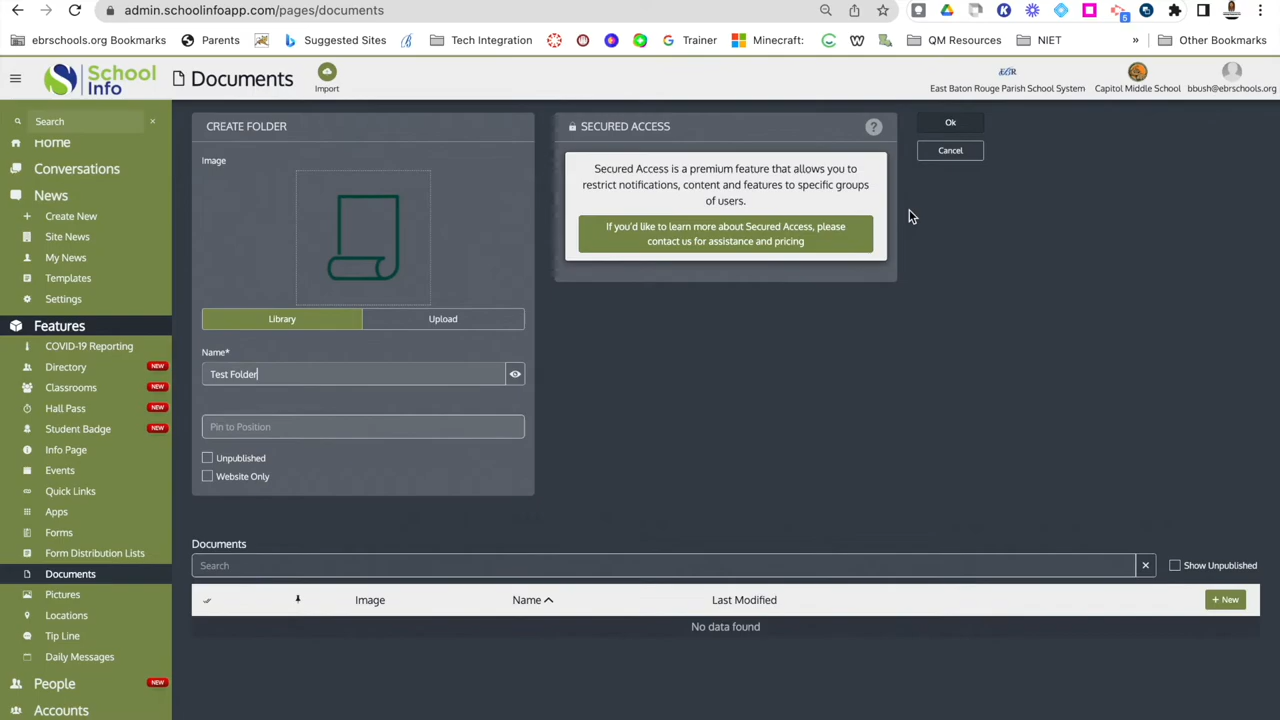 admin.schoolinfoapp.com/pages/documents
5
ebrschools.org Bookmarks
Parents
Suggested Sites
Tech Integration
Trainer
Minecraft:
QM Resources
NIET
»
Other Bookmarks
School
Info
Documents
Import
EBR
East Baton Rouge Parish School System
Capitol Middle School
bbush@ebrschools.org
Search
Home
Conversations
News
Create New
Site News
My News
Templates
Settings
Features
COVID-19 Reporting
Directory NEW
Classrooms NEW
Hall Pass NEW
Student Badge NEW
Info Page
Events
Quick Links
Apps
Forms
Form Distribution Lists
Documents
Pictures
Locations
Tip Line
Daily Messages
People NEW
Accounts
CREATE FOLDER
Image
Library
Upload
Name*
Test Folder
Pin to Position
Unpublished
Website Only
SECURED ACCESS
?
Secured Access is a premium feature that allows you to
restrict notifications, content and features to specific groups
of users.
If you'd like to learn more about Secured Access, please
contact us for assistance and pricing
Ok
Cancel
Documents
Search
Show Unpublished
Image
Name
Last Modified
+ New
No data found